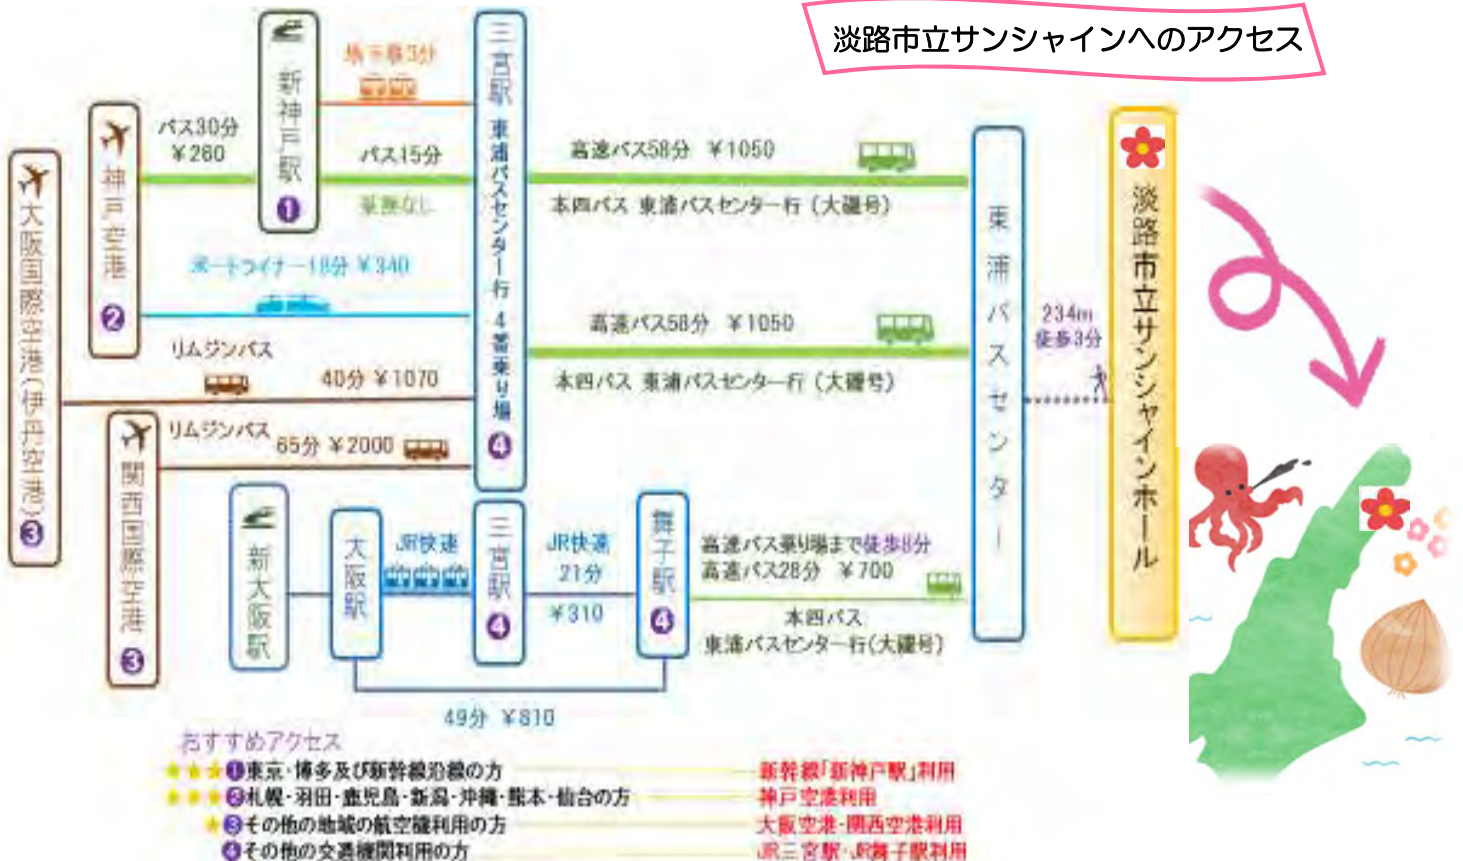 淡路市立サンシャインへのアクセス
大阪国際空港(伊丹空港)❸
神戸空港 ❷
バス30分
¥260
新神戸駅 ❶
地下鉄3分
バス15分
乗換なし
ポートライナー18分 ¥340
リムジンバス
40分 ¥1070
関西国際空港 ❸
リムジンバス
65分 ¥2000
三宮駅 東浦バスセンター行 4番乗り場 ❹
高速バス58分 ¥1050
本四バス 東浦バスセンター行(大磯号)
高速バス58分 ¥1050
本四バス 東浦バスセンター行(大磯号)
新大阪駅
大阪駅
JR快速
三宮駅 ❹
JR快速
21分
¥310
舞子駅 ❹
高速バス乗り場まで徒歩8分
高速バス28分 ¥700
本四バス
東浦バスセンター行(大磯号)
49分 ¥810
東浦バスセンター
234m
徒歩3分
淡路市立サンシャインホール
おすすめアクセス
★★★❶東京・博多及び新幹線沿線の方 新幹線「新神戸駅」利用
★★★❷札幌・羽田・鹿児島・新潟・沖縄・熊本・仙台の方 神戸空港利用
★❸その他の地域の航空機利用の方 大阪空港・関西空港利用
❹その他の交通機関利用の方 JR三宮駅・JR舞子駅利用